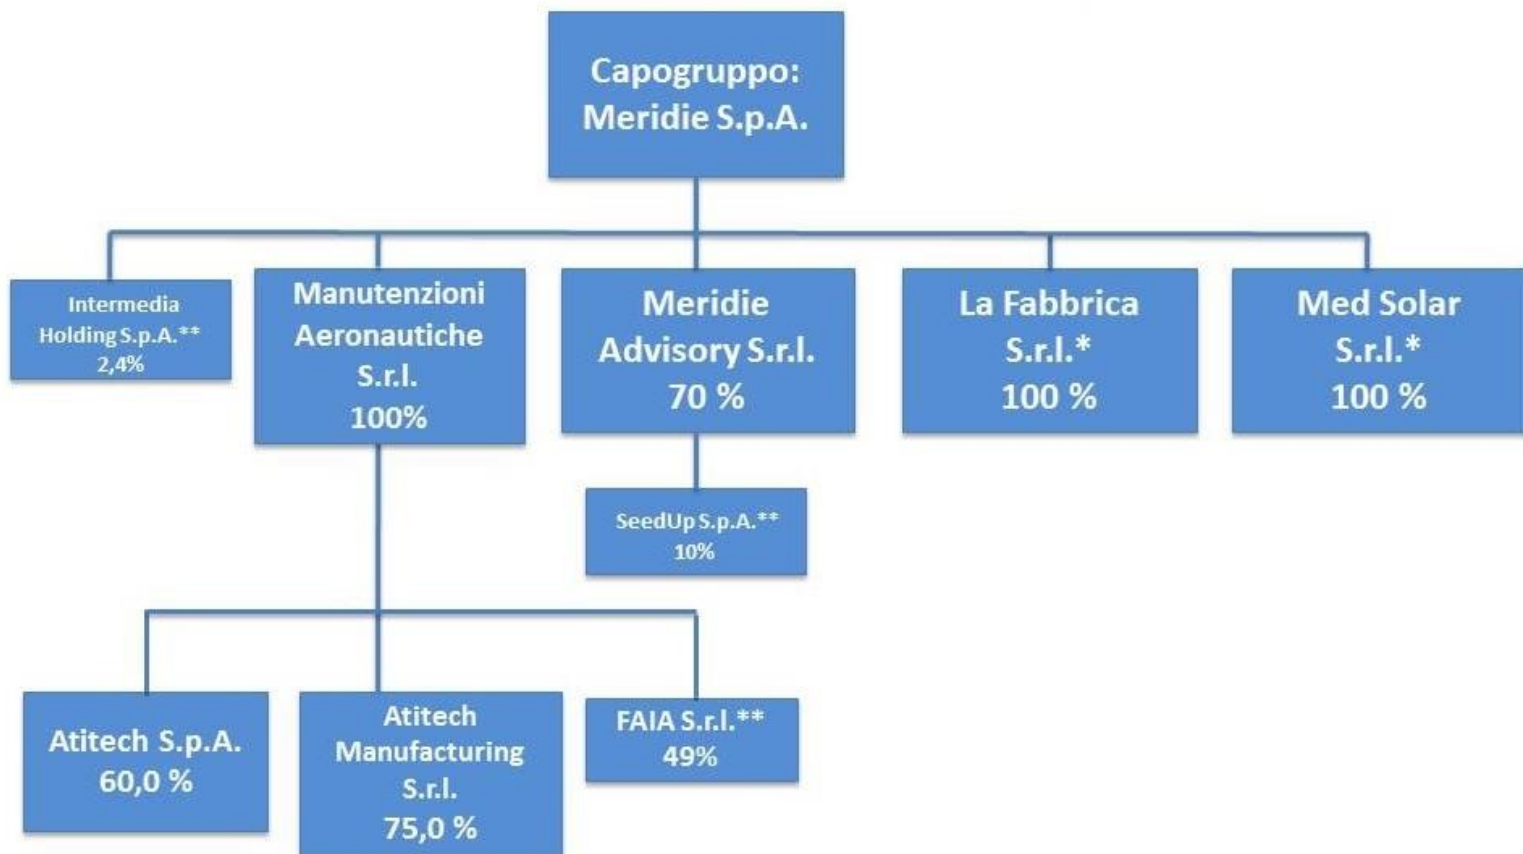 Capogruppo:
Meridie S.p.A.
Intermedia
Holding S.p.A.**
2,4%
Manutenzioni
Aeronautiche
S.r.l.
100%
Meridie
Advisory S.r.l.
70 %
La Fabbrica
S.r.l.*
100 %
Med Solar
S.r.l.*
100 %
SeedUp S.p.A.**
10%
Atitech S.p.A.
60,0 %
Atitech
Manufacturing
S.r.l.
75,0 %
FAIA S.r.l.**
49%